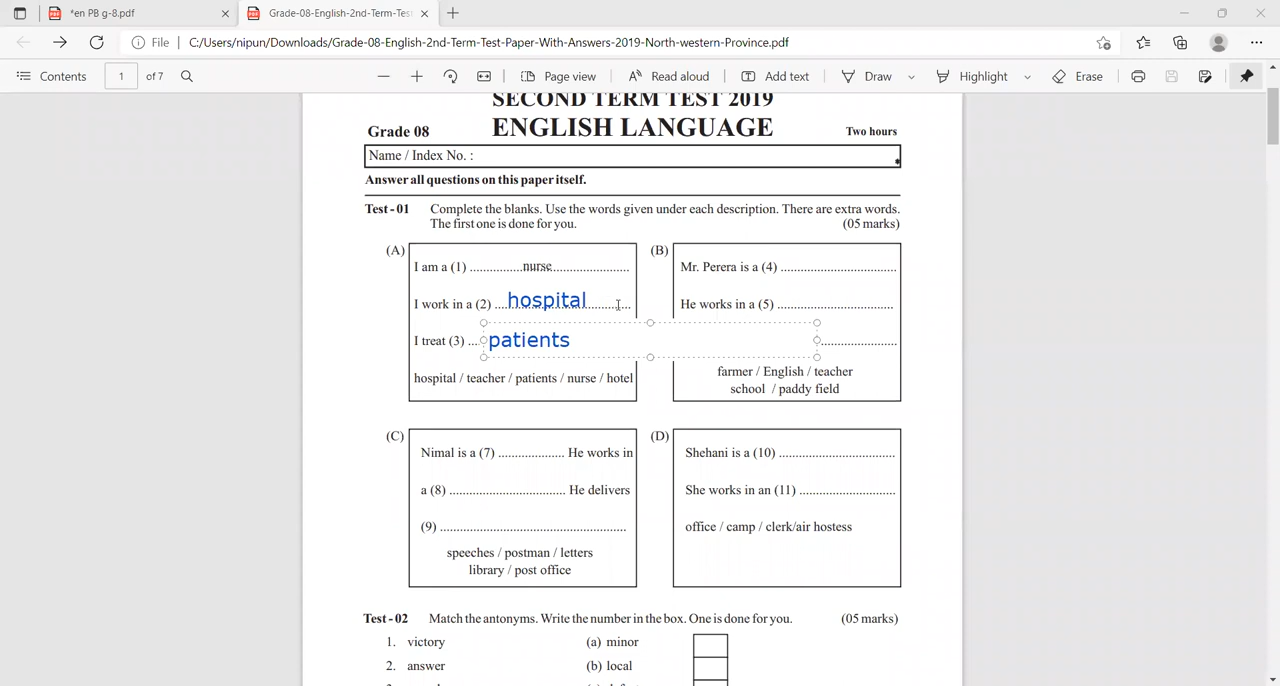 *en PB g-8.pdf
Grade-08-English-2nd-Term-Test
File C:/Users/nipun/Downloads/Grade-08-English-2nd-Term-Test-Paper-With-Answers-2019-North-western-Province.pdf
Contents 1 of 7 Page view Read aloud Add text Draw Highlight Erase
SECOND TERM TEST 2019
Grade 08 ENGLISH LANGUAGE Two hours
Name / Index No. :
Answer all questions on this paper itself.
Test - 01 Complete the blanks. Use the words given under each description. There are extra words.
The first one is done for you. (05 marks)
(A)
I am a (1) .............nurse....................
I work in a (2) ...hospital...........
I treat (3) ...patients
hospital / teacher / patients / nurse / hotel
(B)
Mr. Perera is a (4) ...................................
He works in a (5) ...................................
farmer / English / teacher
school / paddy field
(C)
Nimal is a (7) .................... He works in
a (8) ................................... He delivers
(9) ........................................................
speeches / postman / letters
library / post office
(D)
Shehani is a (10) ...................................
She works in an (11) .............................
office / camp / clerk/air hostess
Test - 02 Match the antonyms. Write the number in the box. One is done for you. (05 marks)
1. victory (a) minor
2. answer (b) local